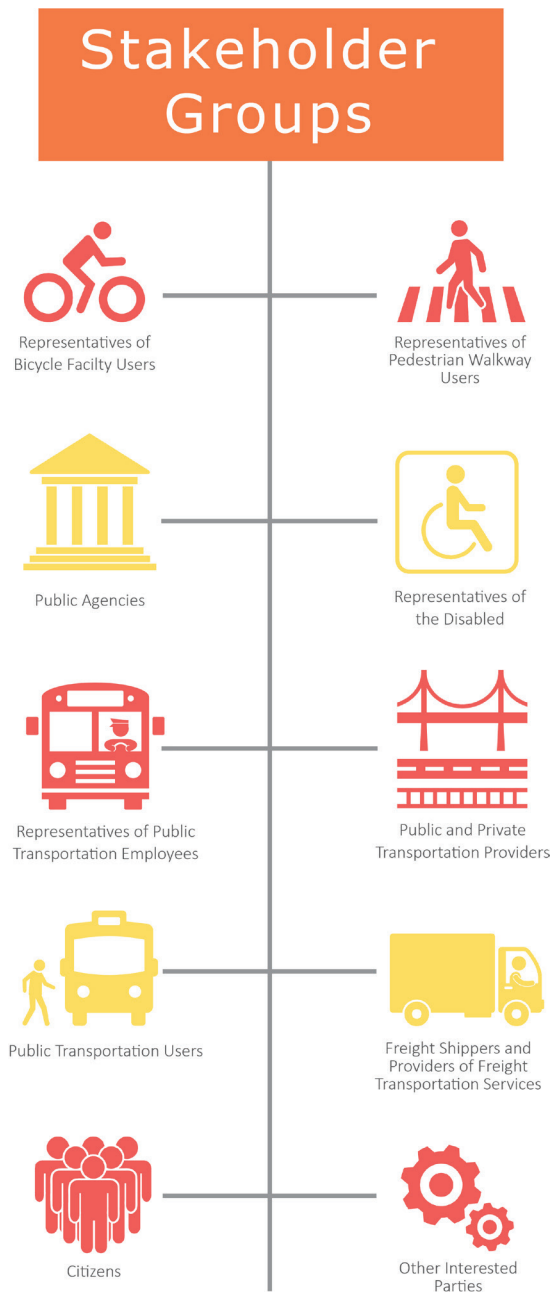 Stakeholder
Groups
Representatives of
Bicycle Facilty Users
Representatives of
Pedestrian Walkway
Users
Public Agencies
Representatives of
the Disabled
Representatives of Public
Transportation Employees
Public and Private
Transportation Providers
Public Transportation Users
Freight Shippers and
Providers of Freight
Transportation Services
Citizens
Other Interested
Parties